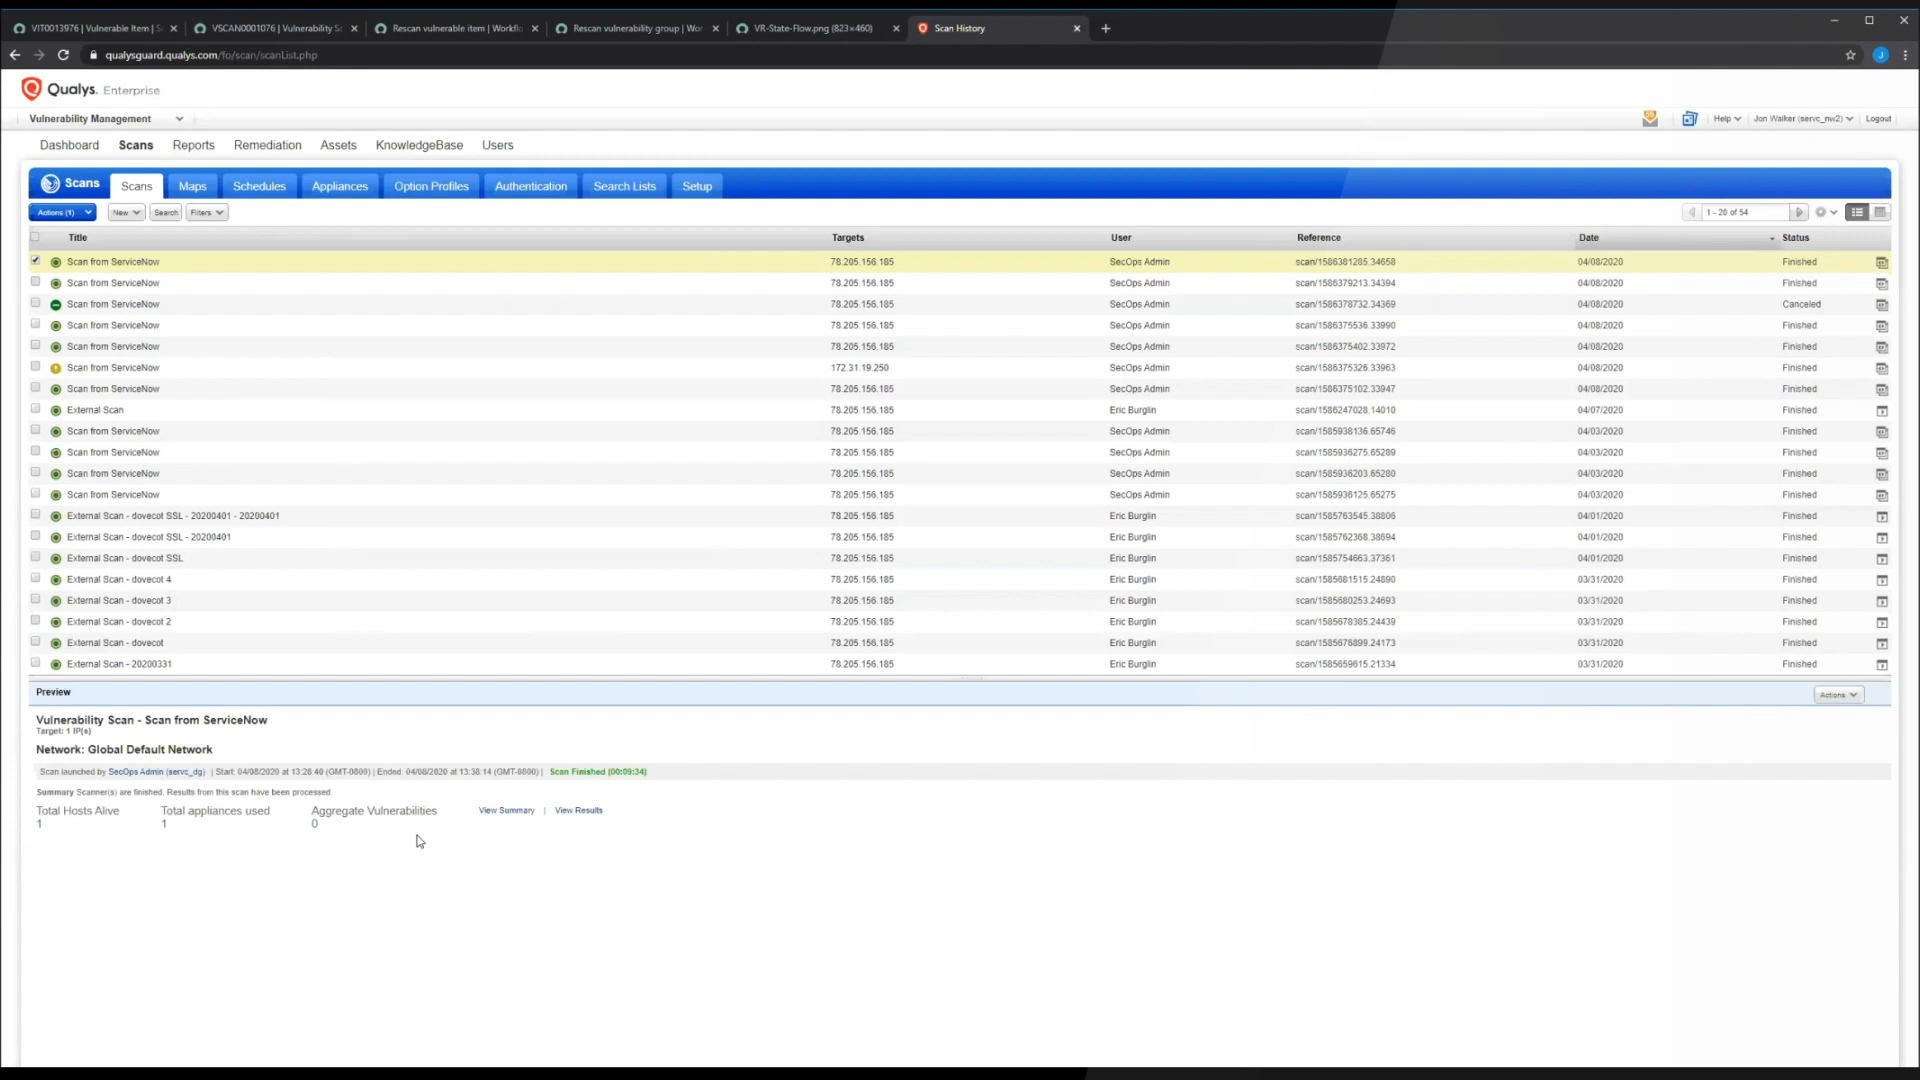 VIT0013976 | Vulnerable Item | S VSCAN0001076 | Vulnerability Sc Rescan vulnerable item | Workflo Rescan vulnerability group | Wor VR-State-Flow.png (823×460) Scan History
qualysguard.qualys.com/fo/scan/scanList.php
Qualys. Enterprise
Vulnerability Management Help Jon Walker (servc_nw2) Logout
Dashboard Scans Reports Remediation Assets KnowledgeBase Users
Scans Scans Maps Schedules Appliances Option Profiles Authentication Search Lists Setup
Actions (1) New Search Filters 1 - 20 of 54
Title Targets User Reference Date Status
Scan from ServiceNow 78.205.156.185 SecOps Admin scan/1586381285.34658 04/08/2020 Finished
Scan from ServiceNow 78.205.156.185 SecOps Admin scan/1586379213.34394 04/08/2020 Finished
Scan from ServiceNow 78.205.156.185 SecOps Admin scan/1586378732.34369 04/08/2020 Canceled
Scan from ServiceNow 78.205.156.185 SecOps Admin scan/1586375536.33990 04/08/2020 Finished
Scan from ServiceNow 78.205.156.185 SecOps Admin scan/1586375402.33972 04/08/2020 Finished
Scan from ServiceNow 172.31.19.250 SecOps Admin scan/1586375326.33963 04/08/2020 Finished
Scan from ServiceNow 78.205.156.185 SecOps Admin scan/1586375102.33947 04/08/2020 Finished
External Scan 78.205.156.185 Eric Burglin scan/1586247028.14010 04/07/2020 Finished
Scan from ServiceNow 78.205.156.185 SecOps Admin scan/1585938136.65746 04/03/2020 Finished
Scan from ServiceNow 78.205.156.185 SecOps Admin scan/1585936275.65289 04/03/2020 Finished
Scan from ServiceNow 78.205.156.185 SecOps Admin scan/1585936203.65280 04/03/2020 Finished
Scan from ServiceNow 78.205.156.185 SecOps Admin scan/1585936125.65275 04/03/2020 Finished
External Scan - dovecot SSL - 20200401 - 20200401 78.205.156.185 Eric Burglin scan/1585763545.38806 04/01/2020 Finished
External Scan - dovecot SSL - 20200401 78.205.156.185 Eric Burglin scan/1585762368.38694 04/01/2020 Finished
External Scan - dovecot SSL 78.205.156.185 Eric Burglin scan/1585754663.37361 04/01/2020 Finished
External Scan - dovecot 4 78.205.156.185 Eric Burglin scan/1585681515.24890 03/31/2020 Finished
External Scan - dovecot 3 78.205.156.185 Eric Burglin scan/1585680253.24693 03/31/2020 Finished
External Scan - dovecot 2 78.205.156.185 Eric Burglin scan/1585678385.24439 03/31/2020 Finished
External Scan - dovecot 78.205.156.185 Eric Burglin scan/1585676899.24173 03/31/2020 Finished
External Scan - 20200331 78.205.156.185 Eric Burglin scan/1585659615.21334 03/31/2020 Finished
Preview Actions
Vulnerability Scan - Scan from ServiceNow
Target: 1 IP(s)
Network: Global Default Network
Scan launched by SecOps Admin (servc_dg) | Start: 04/08/2020 at 13:28:40 (GMT-0800) | Ended: 04/08/2020 at 13:38:14 (GMT-0800) | Scan Finished (00:09:34)
Summary Scanner(s) are finished. Results from this scan have been processed.
Total Hosts Alive Total appliances used Aggregate Vulnerabilities View Summary | View Results
1 1 0